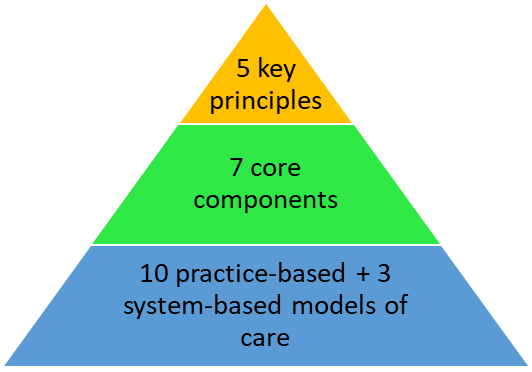 5 key
principles
7 core
components
10 practice-based + 3
system-based models of
care